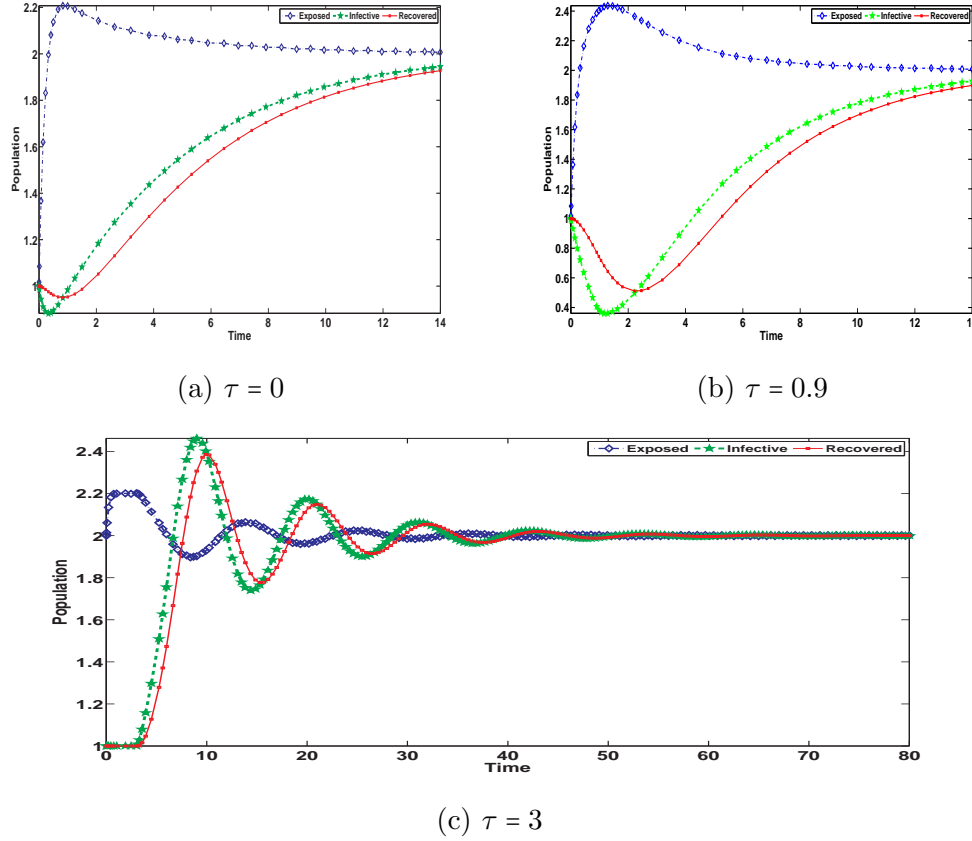 Exposed Infective Recovered
2.2
2
1.8
1.6
1.4
1.2
1
Population
0 2 4 6 8 10 12 14
Time
(a) τ = 0
Exposed Infective Recovered
2.4
2.2
2
1.8
1.6
1.4
1.2
1
0.8
0.6
0.4
Population
0 2 4 6 8 10 12 1
Time
(b) τ = 0.9
Exposed Infective Recovered
2.4
2.2
2
1.8
1.6
1.4
1.2
1
Population
0 10 20 30 40 50 60 70 80
Time
(c) τ = 3